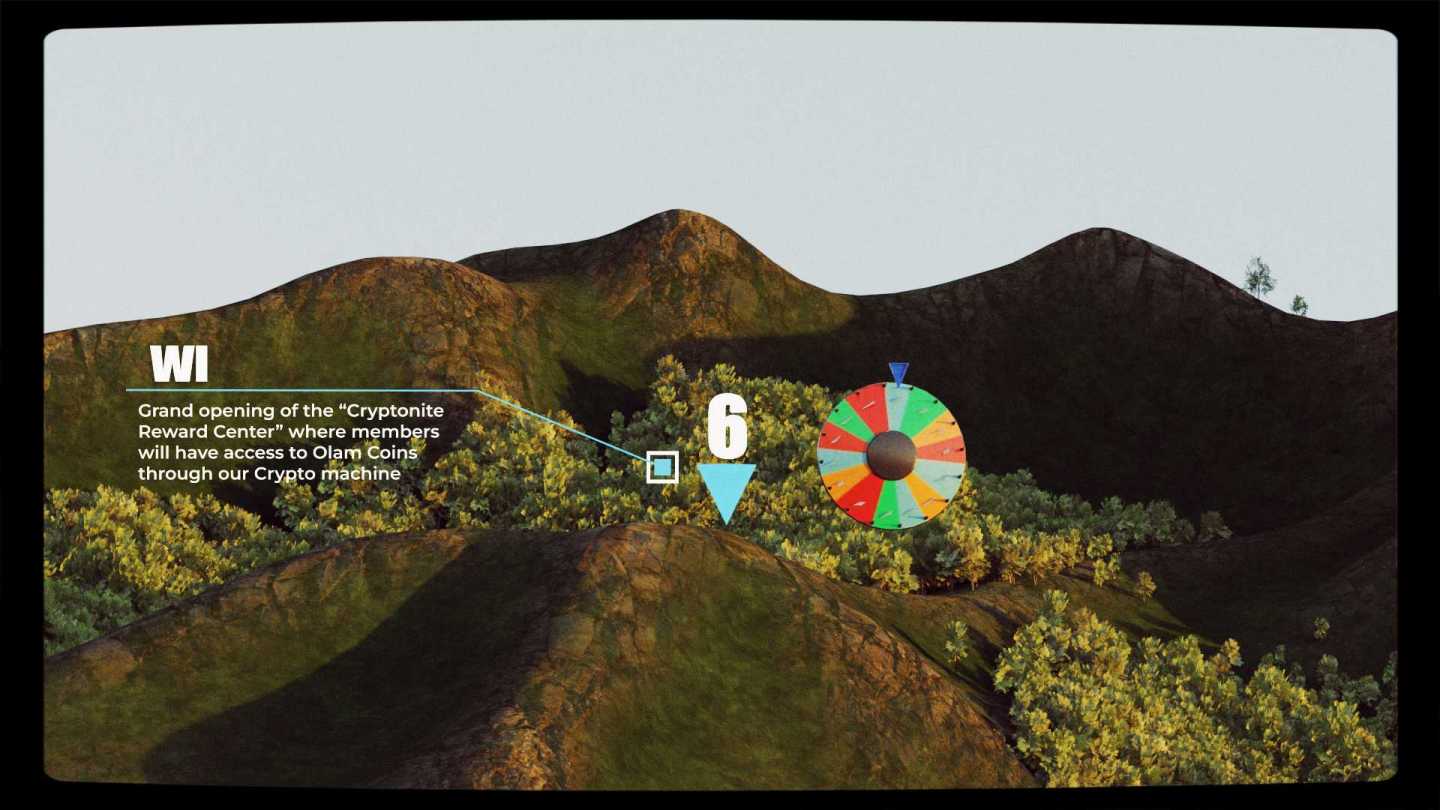 WI
Grand opening of the “Cryptonite
Reward Center” where members
will have access to Olam Coins
through our Crypto machine
6